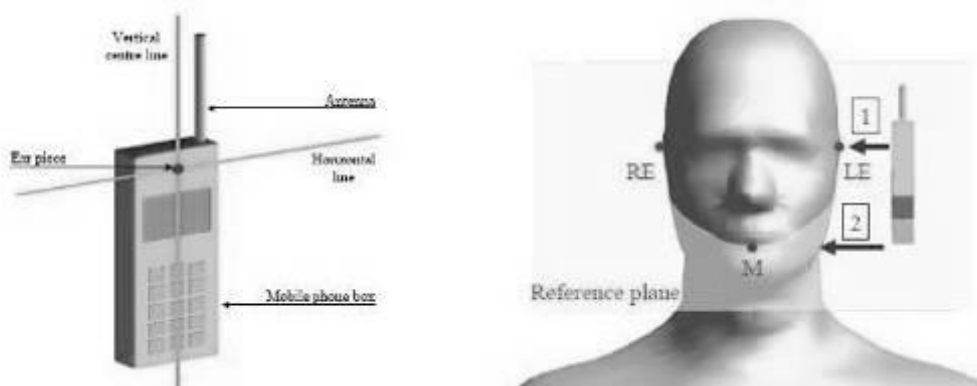 Vertical
centre line
Antenna
Ear piece
Horizontal
line
Mobile phone box
1
RE
LE
2
M
Reference plane